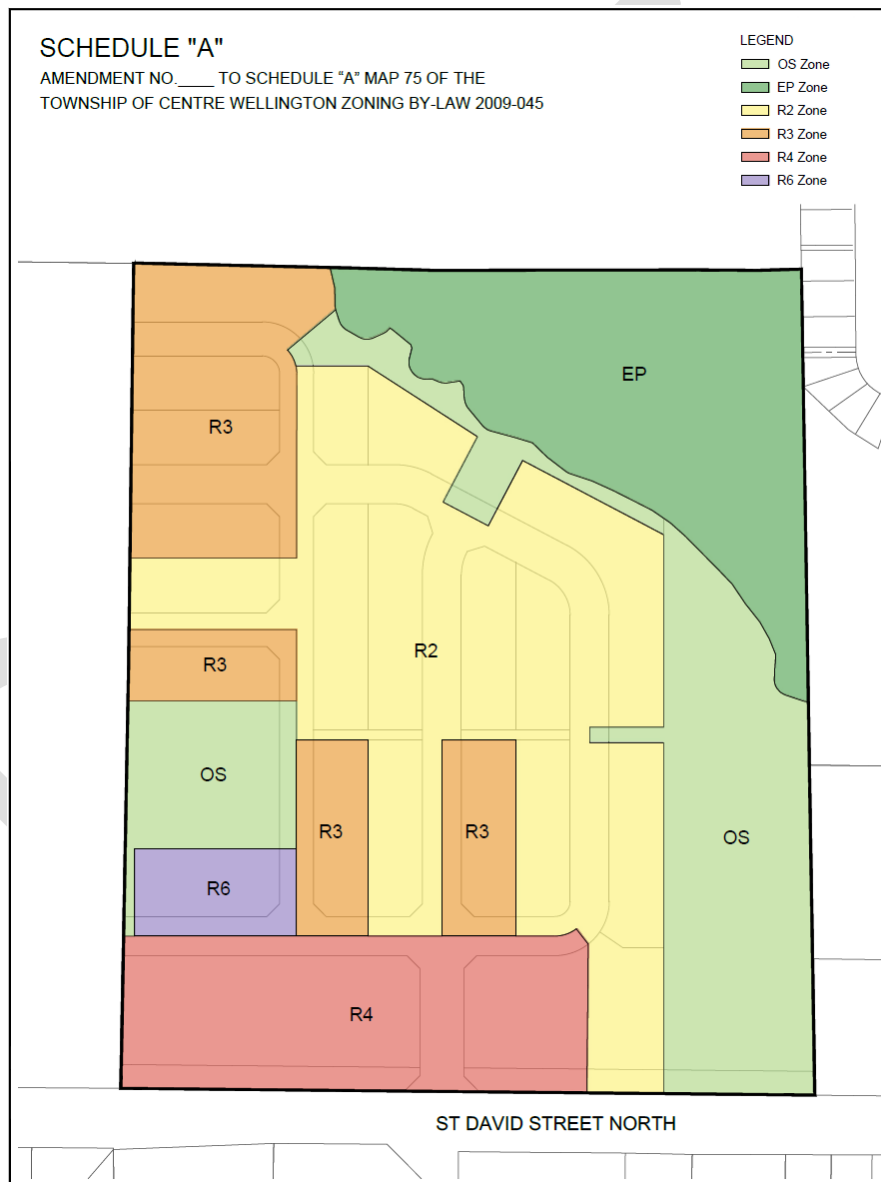 SCHEDULE "A"
AMENDMENT NO.____ TO SCHEDULE “A” MAP 75 OF THE
TOWNSHIP OF CENTRE WELLINGTON ZONING BY-LAW 2009-045
LEGEND
OS Zone
EP Zone
R2 Zone
R3 Zone
R4 Zone
R6 Zone
EP
R3
R2
R3
OS
R3
R3
OS
R6
R4
ST DAVID STREET NORTH